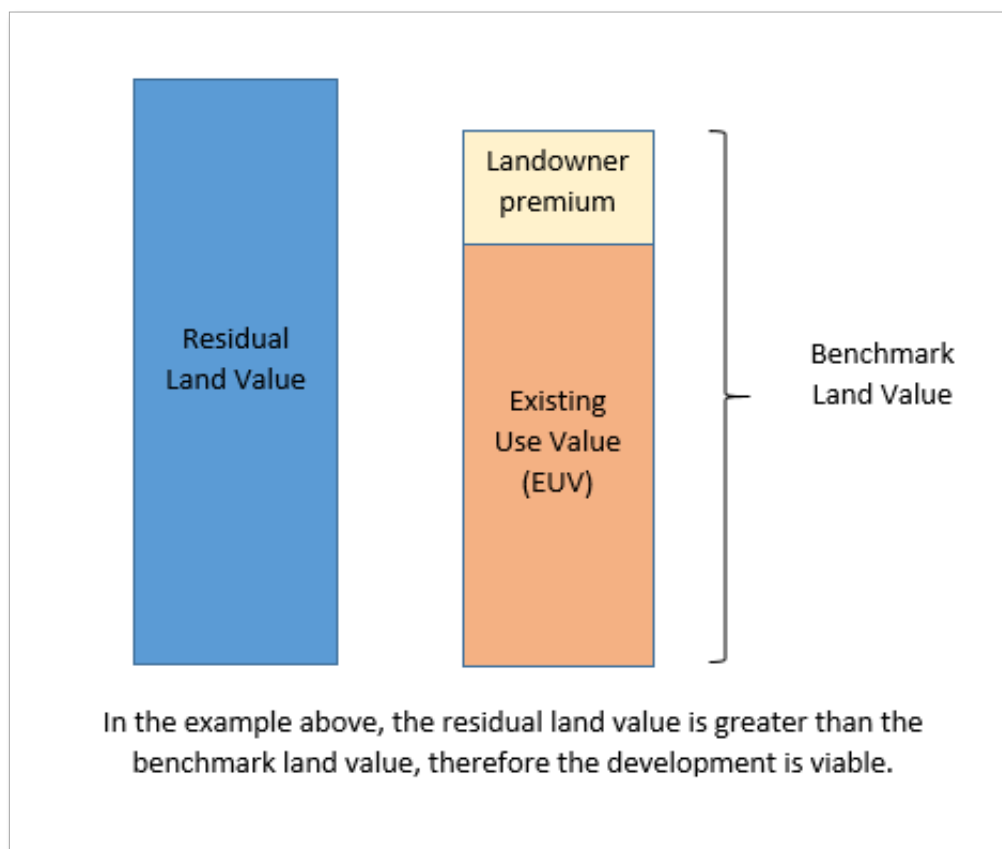 Landowner
premium
Residual
Land Value
Existing
Use Value
(EUV)
Benchmark
Land Value
In the example above, the residual land value is greater than the
benchmark land value, therefore the development is viable.